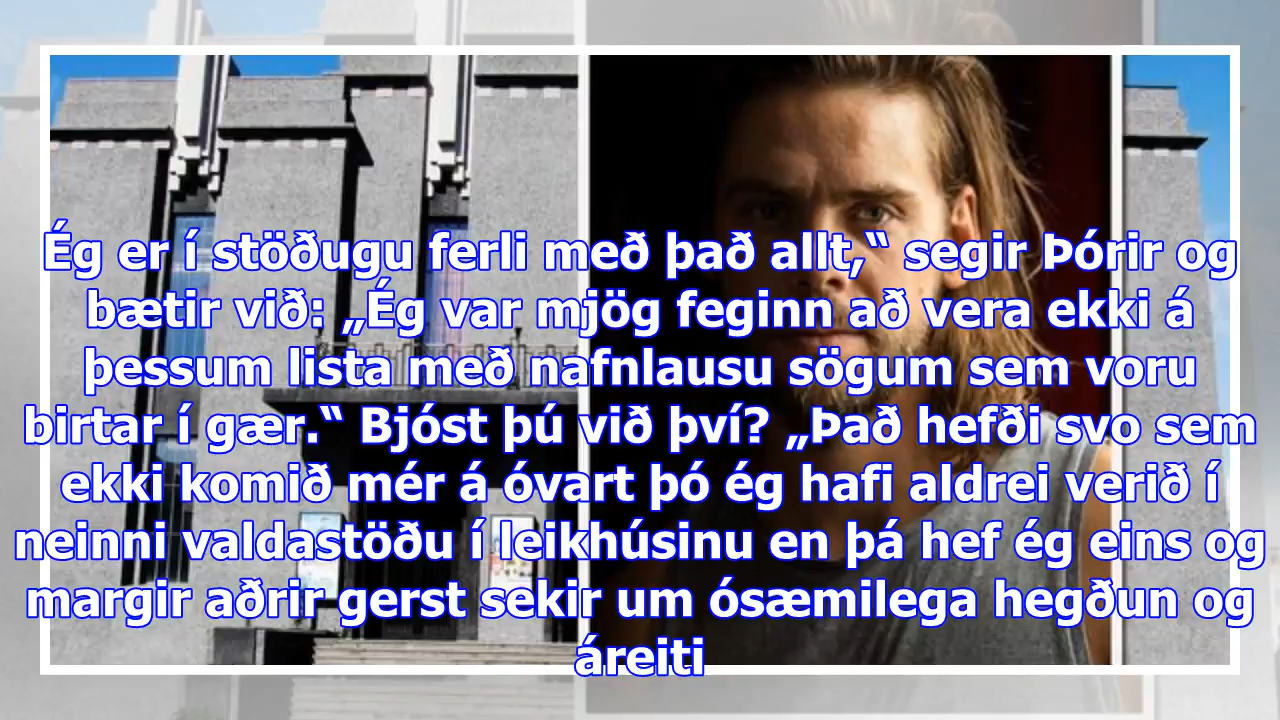 Ég er í stöðugu ferli með það allt,“ segir Þórir og
bætir við: „Ég var mjög feginn að vera ekki á
þessum lista með nafnlausu sögum sem voru
birtar í gær.“ Bjóst þú við því? „Það hefði svo sem
ekki komið mér á óvart þó ég hafi aldrei verið í
neinni valdastöðu í leikhúsinu en þá hef ég eins og
margir aðrir gerst sekir um ósæmilega hegðun og
áreiti